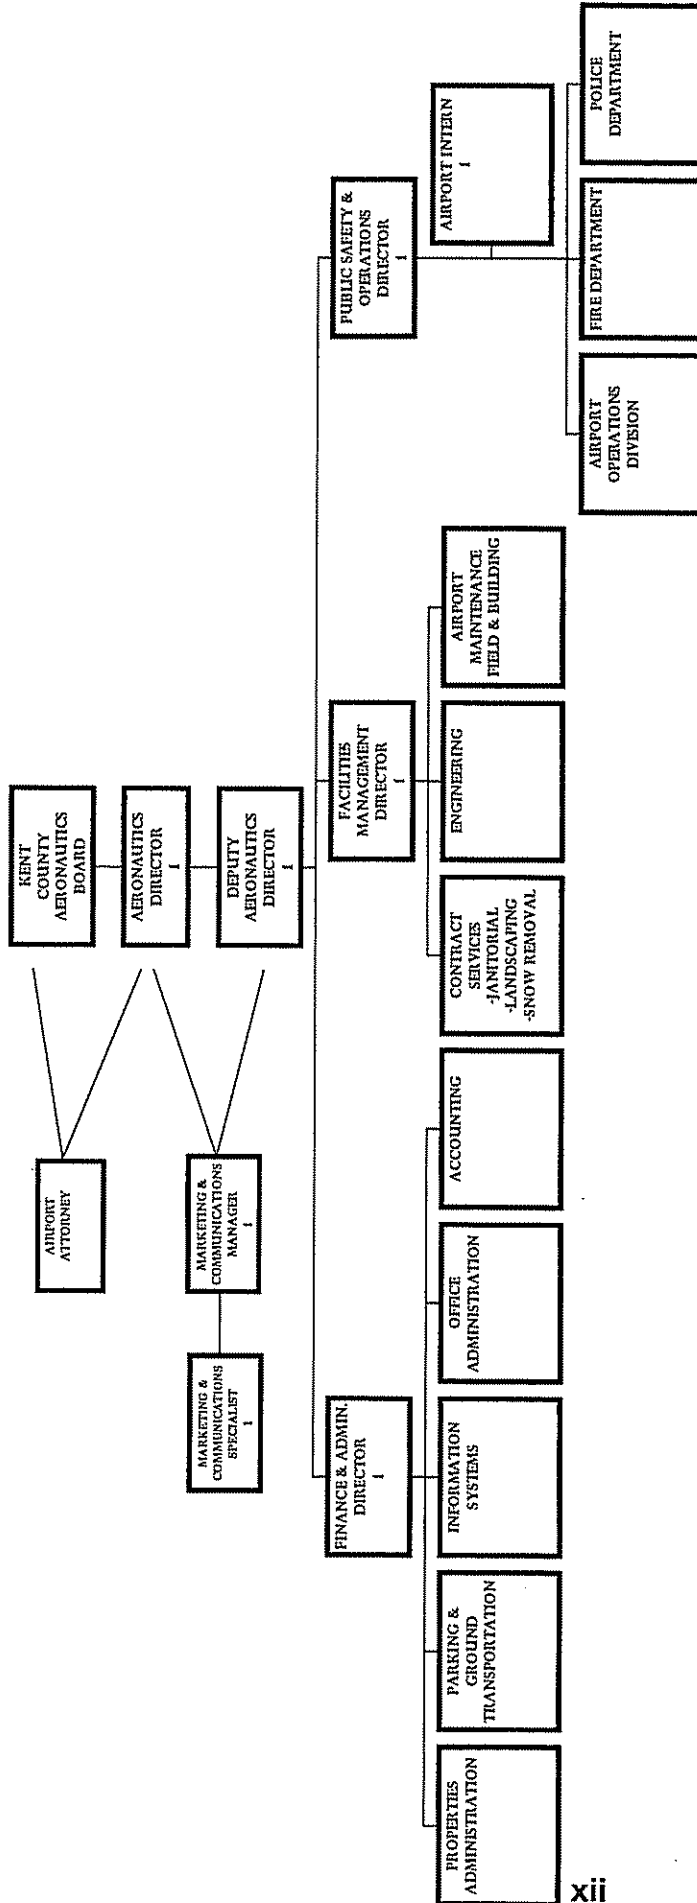 KENT
COUNTY
AERONAUTICS
BOARD
AIRPORT
ATTORNEY
AERONAUTICS
DIRECTOR
1
MARKETING &
COMMUNICATIONS
SPECIALIST
1
MARKETING &
COMMUNICATIONS
MANAGER
1
DEPUTY
AERONAUTICS
DIRECTOR
1
FINANCE & ADMIN.
DIRECTOR
1
FACILITIES
MANAGEMENT
DIRECTOR
1
PUBLIC SAFETY &
OPERATIONS
DIRECTOR
1
AIRPORT INTERN
1
PROPERTIES
ADMINISTRATION
PARKING &
GROUND
TRANSPORTATION
INFORMATION
SYSTEMS
OFFICE
ADMINISTRATION
ACCOUNTING
CONTRACT
SERVICES
-JANITORIAL
-LANDSCAPING
-SNOW REMOVAL
ENGINEERING
AIRPORT
MAINTENANCE
FIELD & BUILDING
AIRPORT
OPERATIONS
DIVISION
FIRE DEPARTMENT
POLICE
DEPARTMENT
xii